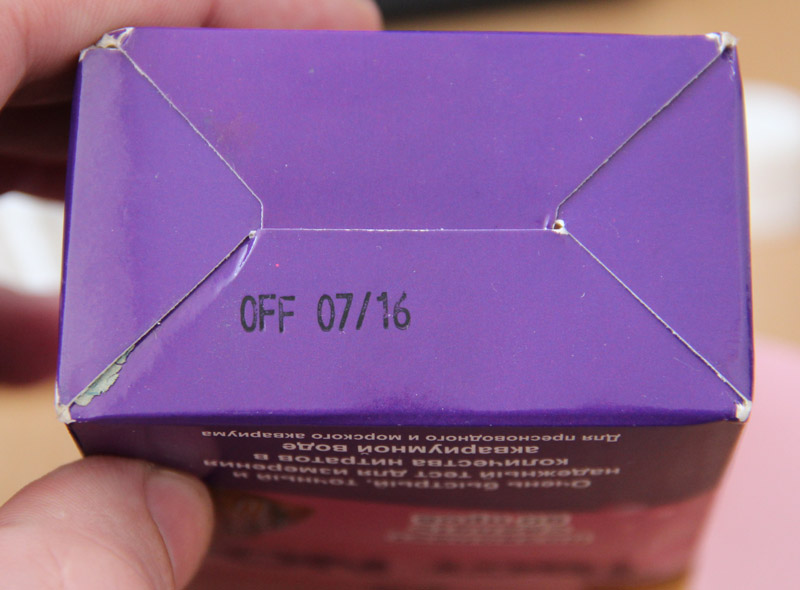 OFF 07/16
Очень быстрый, точный и
надежный тест для измерения
количества нитратов в
аквариумной воде
Для пресноводного и морского аквариума